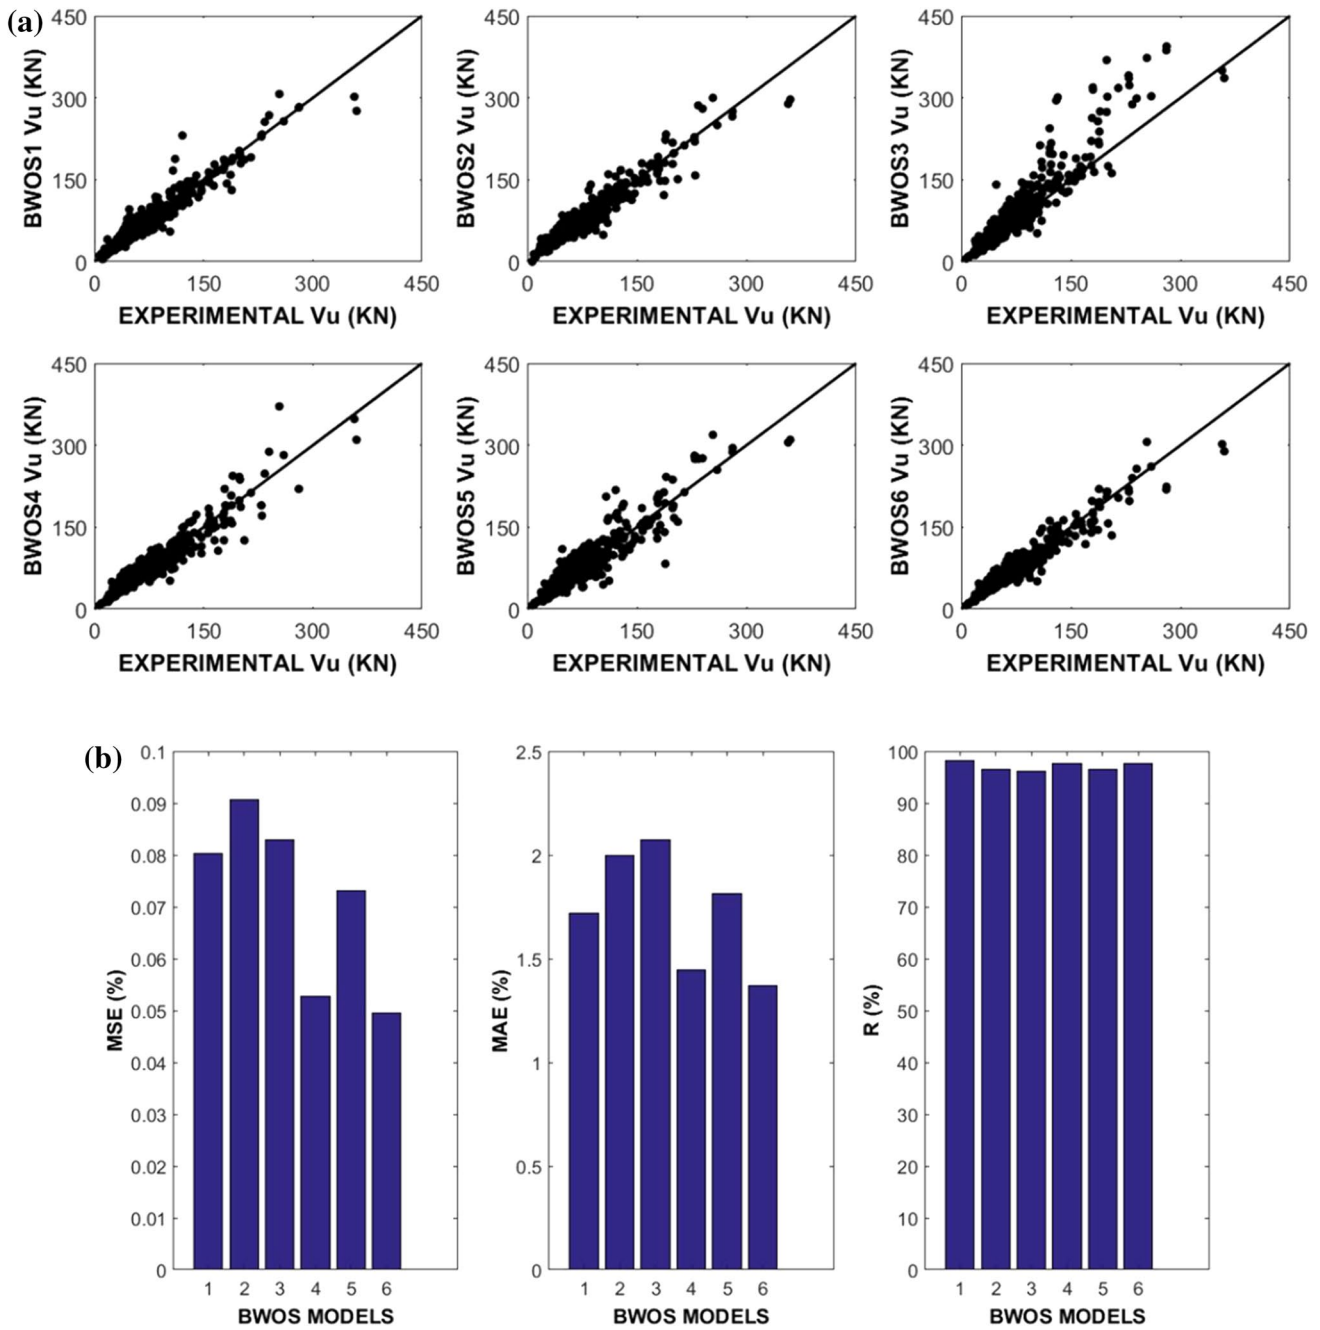 (a)
450
300
150
0
0 150 300 450
BWOS1 Vu (KN)
EXPERIMENTAL Vu (KN)
450
300
150
0
0 150 300 450
BWOS2 Vu (KN)
EXPERIMENTAL Vu (KN)
450
300
150
0
0 150 300 450
BWOS3 Vu (KN)
EXPERIMENTAL Vu (KN)
450
300
150
0
0 150 300 450
BWOS4 Vu (KN)
EXPERIMENTAL Vu (KN)
450
300
150
0
0 150 300 450
BWOS5 Vu (KN)
EXPERIMENTAL Vu (KN)
450
300
150
0
0 150 300 450
BWOS6 Vu (KN)
EXPERIMENTAL Vu (KN)
(b)
0.1
0.09
0.08
0.07
0.06
0.05
0.04
0.03
0.02
0.01
0
MSE (%)
1 2 3 4 5 6
BWOS MODELS
2.5
2
1.5
1
0.5
0
MAE (%)
1 2 3 4 5 6
BWOS MODELS
100
90
80
70
60
50
40
30
20
10
0
R (%)
1 2 3 4 5 6
BWOS MODELS